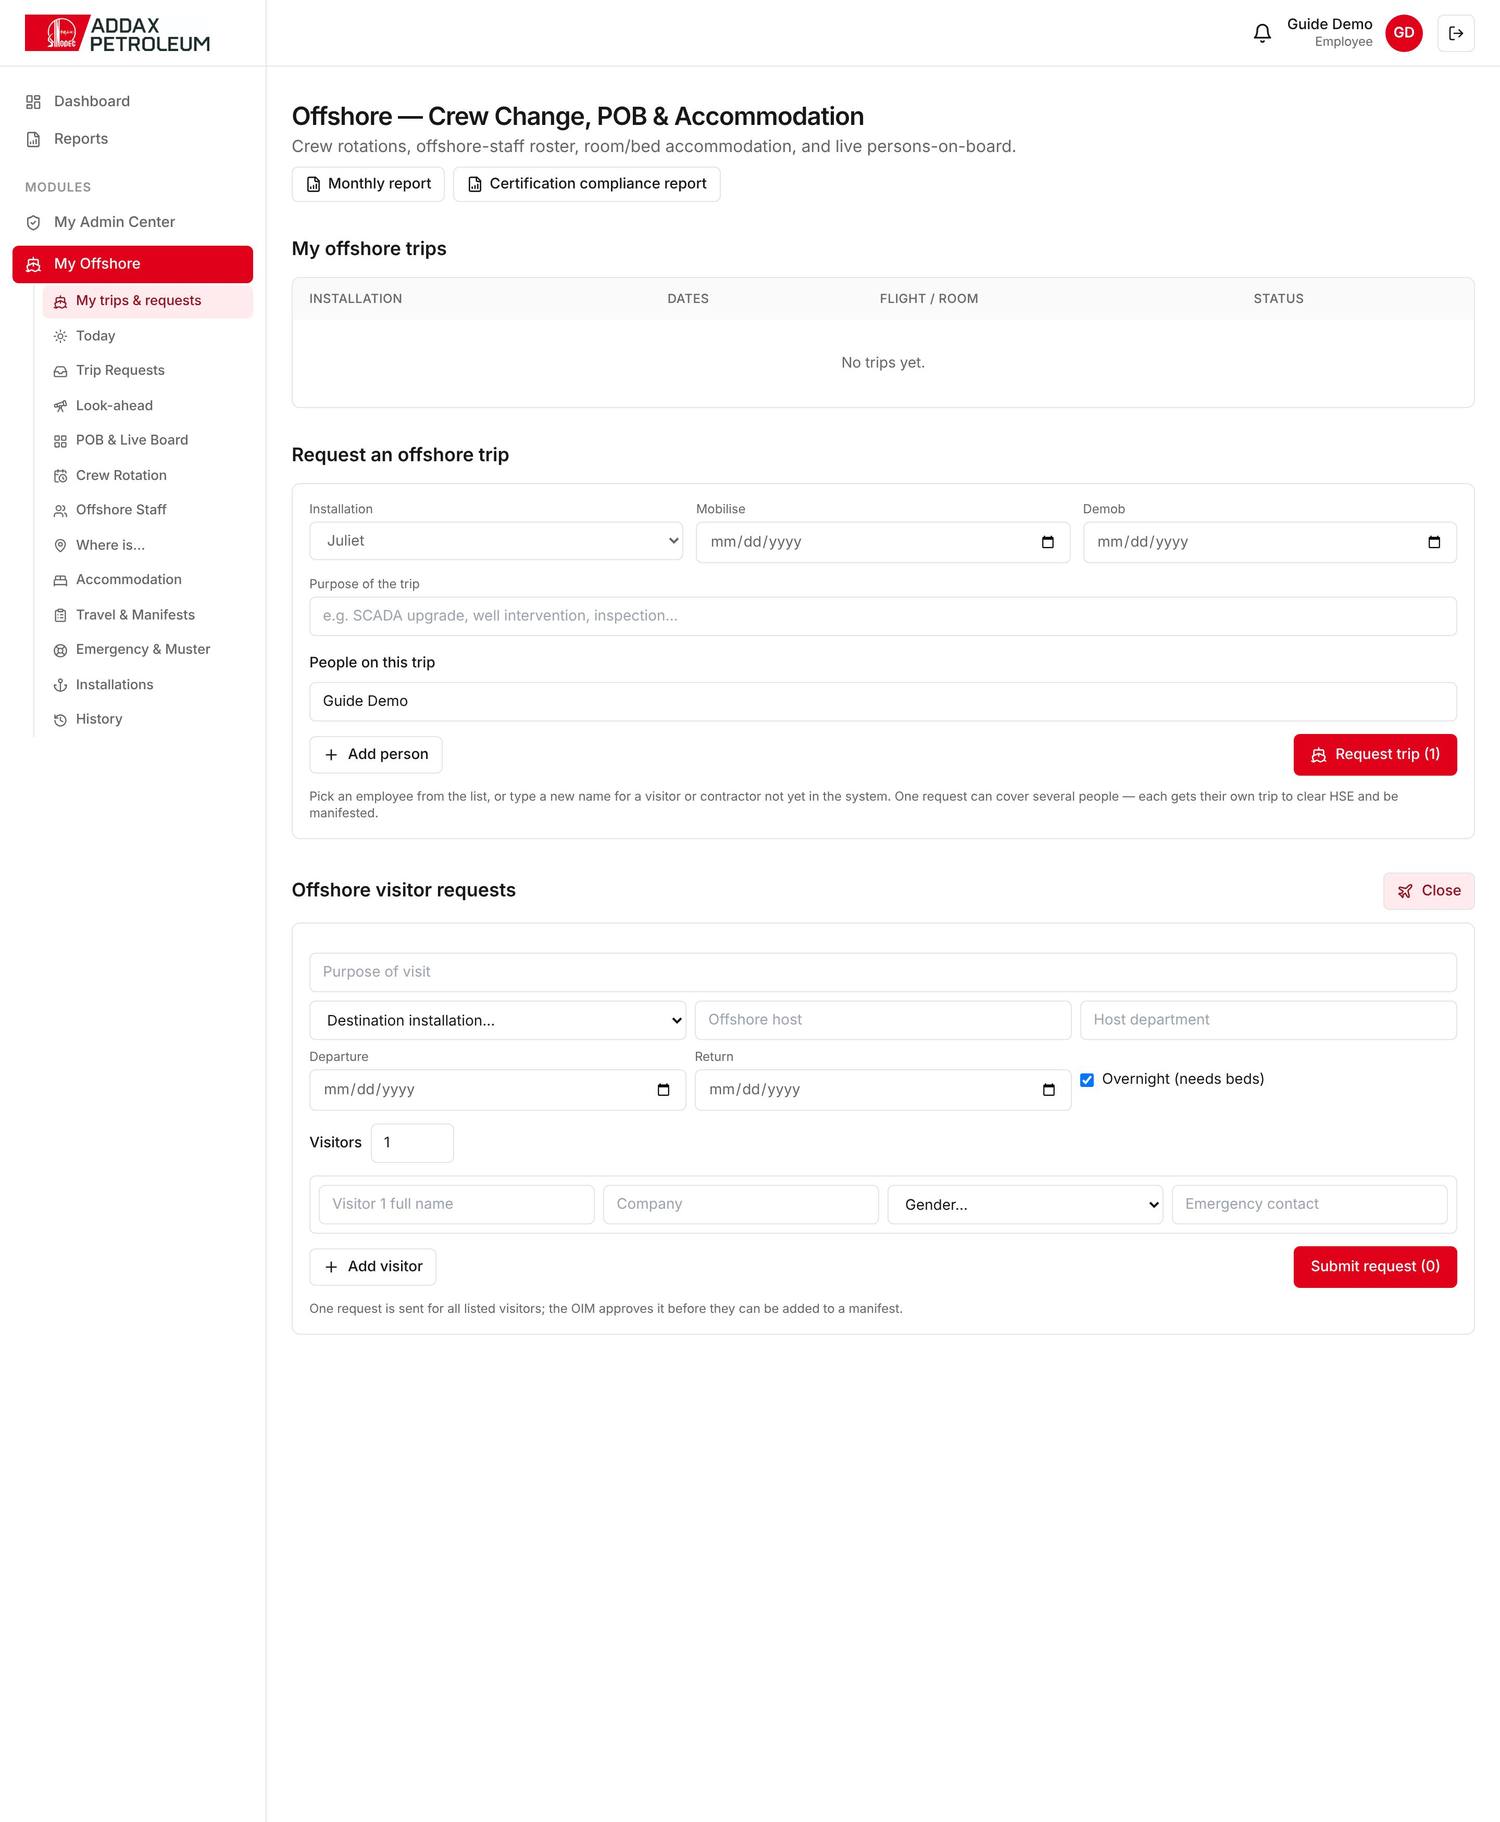 SINOPEC
ADDAX
PETROLEUM
Guide Demo
Employee
GD
Dashboard
Reports
MODULES
My Admin Center
My Offshore
My trips & requests
Today
Trip Requests
Look-ahead
POB & Live Board
Crew Rotation
Offshore Staff
Where is...
Accommodation
Travel & Manifests
Emergency & Muster
Installations
History
Offshore — Crew Change, POB & Accommodation
Crew rotations, offshore-staff roster, room/bed accommodation, and live persons-on-board.
Monthly report
Certification compliance report
My offshore trips
INSTALLATION DATES FLIGHT / ROOM STATUS
No trips yet.
Request an offshore trip
Installation Mobilise Demob
Juliet mm/dd/yyyy mm/dd/yyyy
Purpose of the trip
e.g. SCADA upgrade, well intervention, inspection...
People on this trip
Guide Demo
Add person
Request trip (1)
Pick an employee from the list, or type a new name for a visitor or contractor not yet in the system. One request can cover several people — each gets their own trip to clear HSE and be
manifested.
Offshore visitor requests
Close
Purpose of visit
Destination installation... Offshore host Host department
Departure Return
mm/dd/yyyy mm/dd/yyyy Overnight (needs beds)
Visitors 1
Visitor 1 full name Company Gender... Emergency contact
Add visitor
Submit request (0)
One request is sent for all listed visitors; the OIM approves it before they can be added to a manifest.